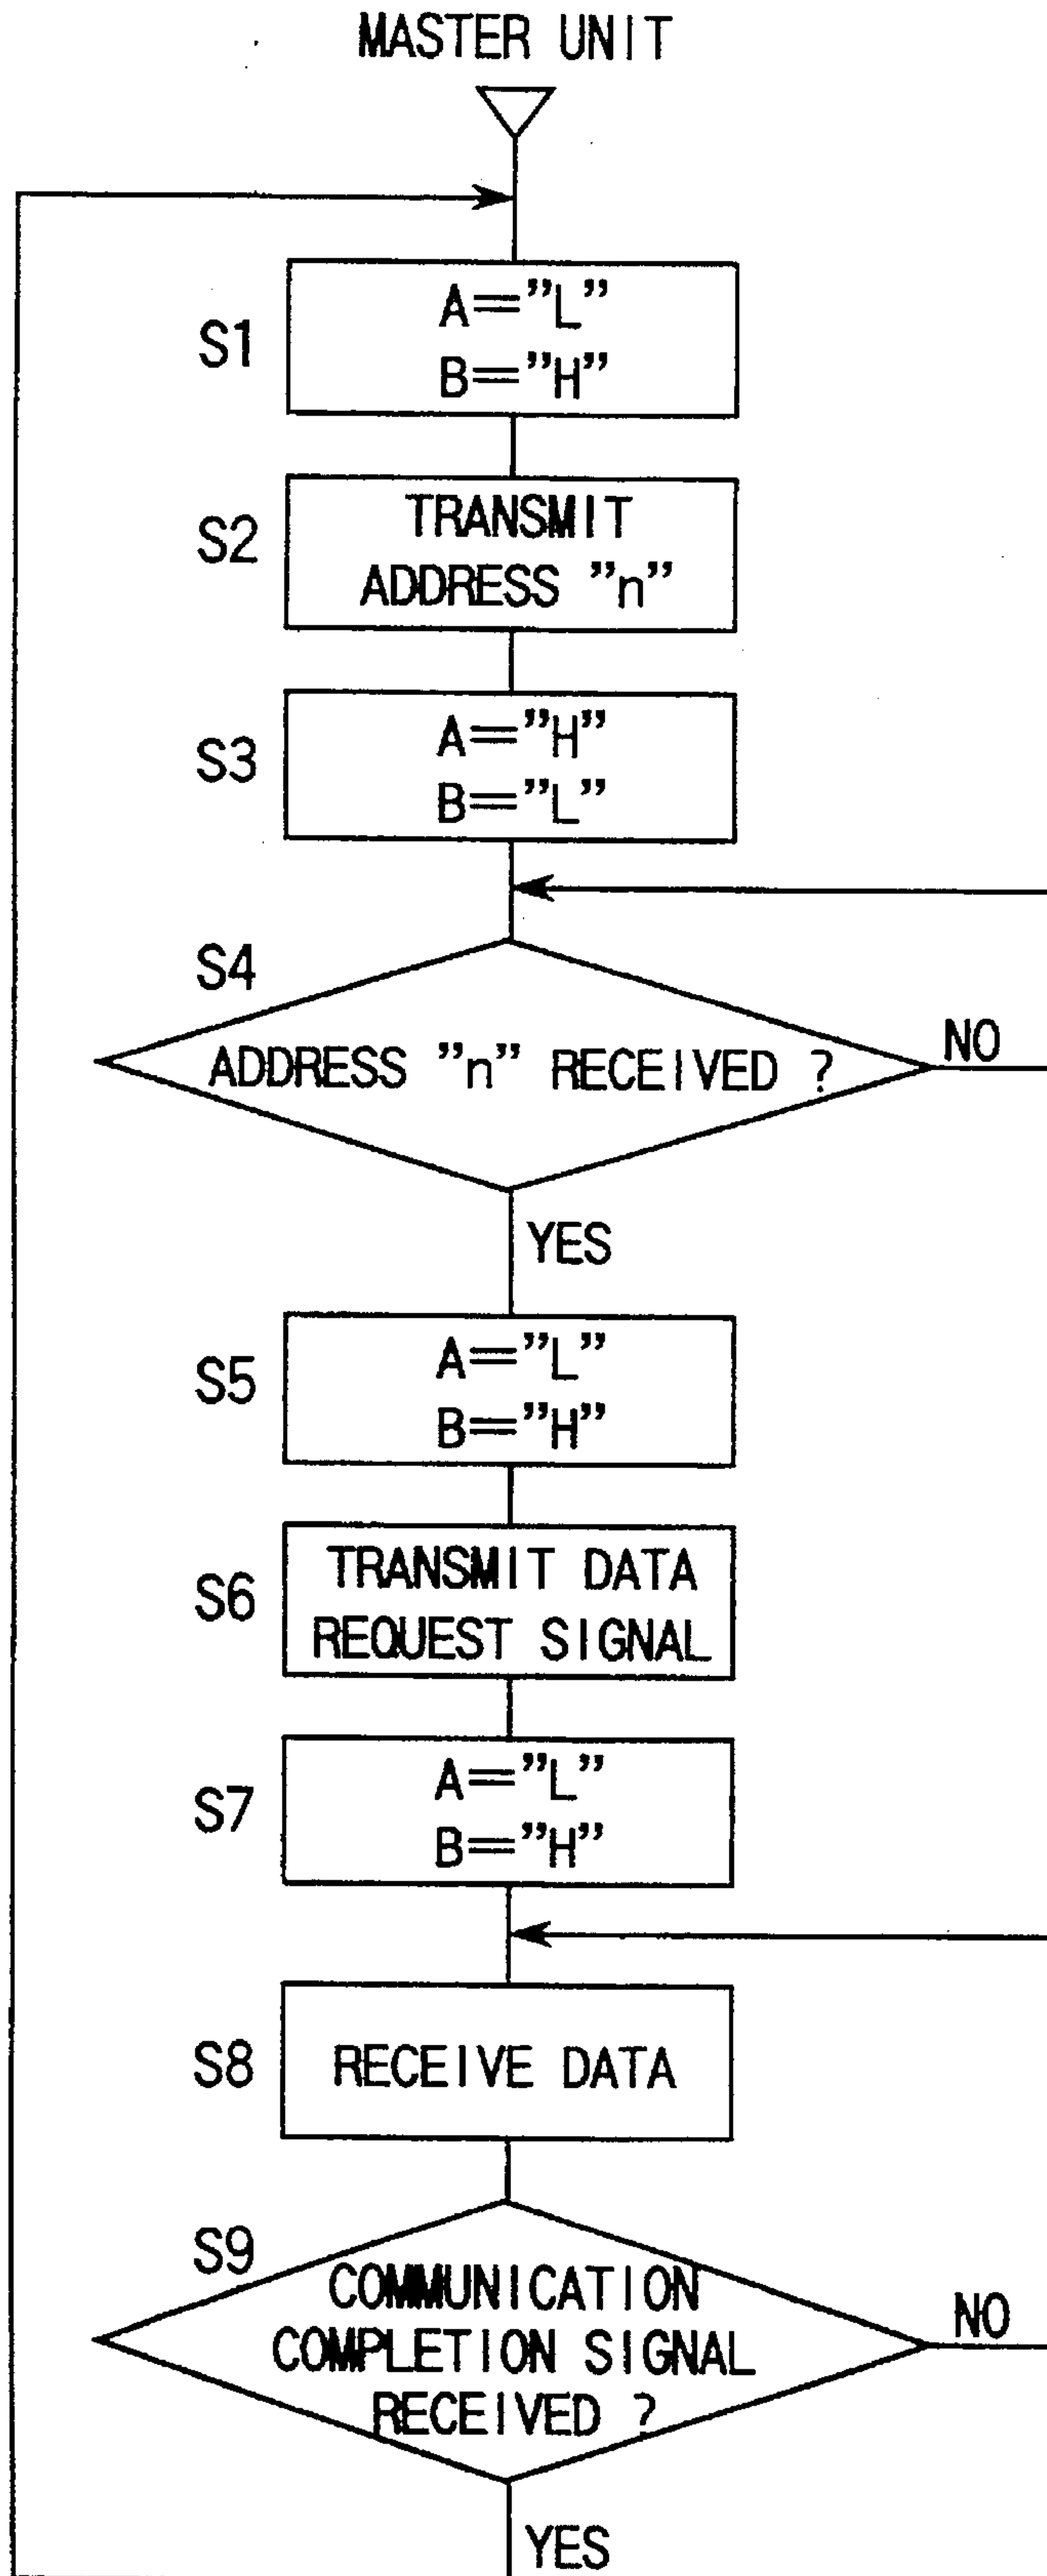 MASTER UNIT
S1
A="L"
B="H"
S2
TRANSMIT
ADDRESS "n"
S3
A="H"
B="L"
S4
ADDRESS "n" RECEIVED ?
NO
YES
S5
A="L"
B="H"
S6
TRANSMIT DATA
REQUEST SIGNAL
S7
A="L"
B="H"
S8
RECEIVE DATA
S9
COMMUNICATION
COMPLETION SIGNAL
RECEIVED ?
NO
YES